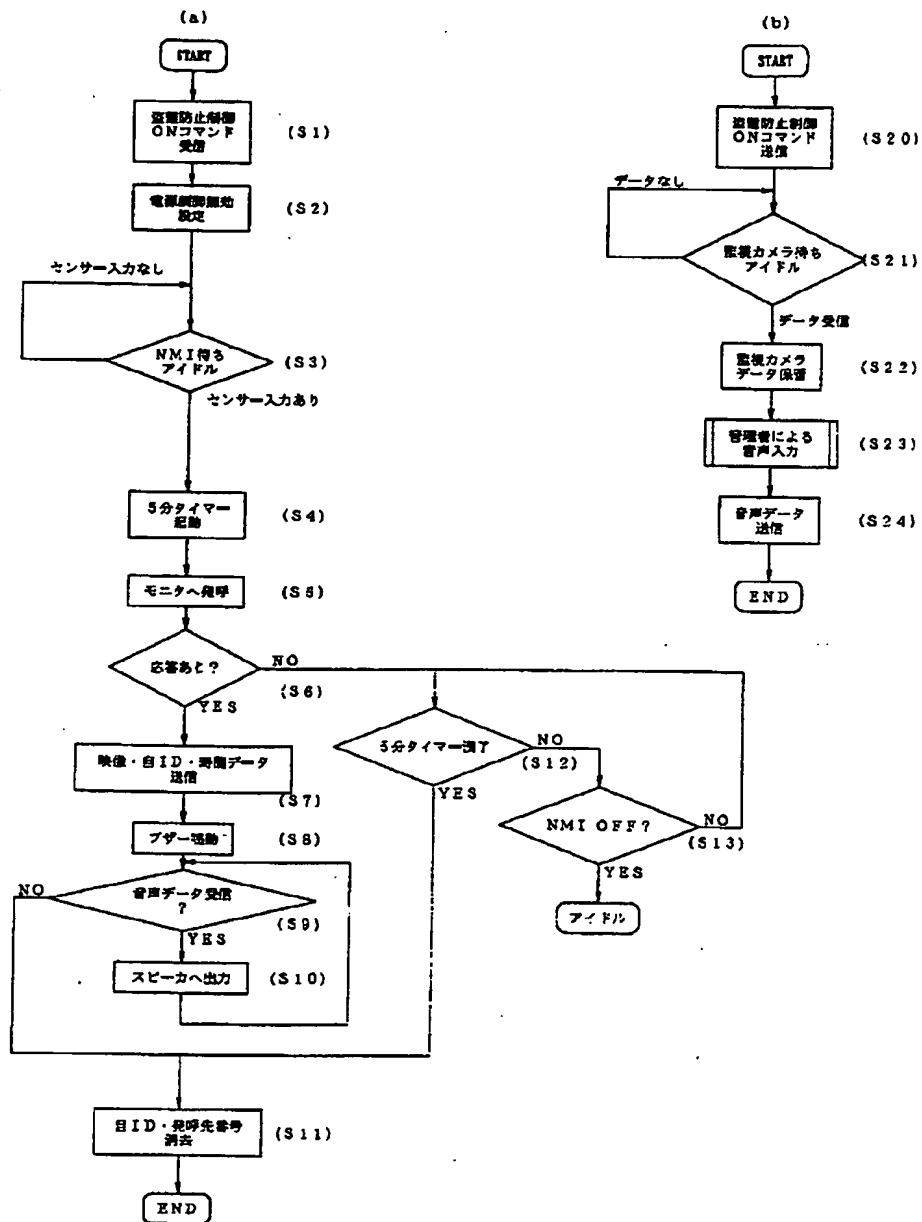 (a)
START
盗難防止制御
ONコマンド
受信
(S1)
電源制御無効
設定
(S2)
センサー入力なし
NMI待ち
アイドル
(S3)
センサー入力あり
5分タイマー
起動
(S4)
モニタへ発呼
(S5)
応答あと?
NO
(S6)
YES
映像・自ID・時間データ
送信
(S7)
ブザー起動
(S8)
音声データ受信
?
NO
(S9)
YES
スピーカへ出力
(S10)
5分タイマー満了
NO
(S12)
YES
NMI OFF?
NO
(S13)
YES
アイドル
自ID・発呼先番号
消去
(S11)
END
(b)
START
盗難防止制御
ONコマンド
送信
(S20)
データなし
監視カメラ待ち
アイドル
(S21)
データ受信
監視カメラ
データ保管
(S22)
管理者による
音声入力
(S23)
音声データ
送信
(S24)
END